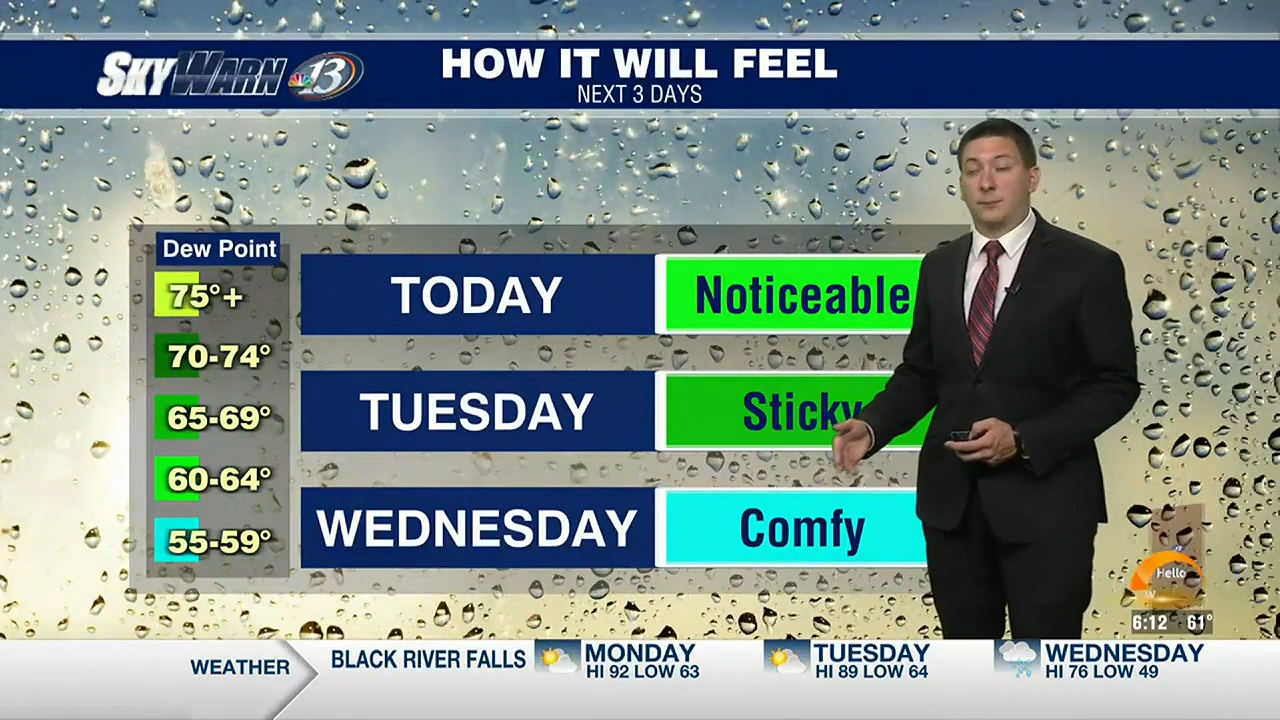 SKYWARN 13
HOW IT WILL FEEL
NEXT 3 DAYS
Dew Point
75°+
70-74°
65-69°
60-64°
55-59°
TODAY
Noticeable
TUESDAY
Sticky
WEDNESDAY
Comfy
Hello
W
6:12 61°
WEATHER
BLACK RIVER FALLS
MONDAY
HI 92 LOW 63
TUESDAY
HI 89 LOW 64
WEDNESDAY
HI 76 LOW 49